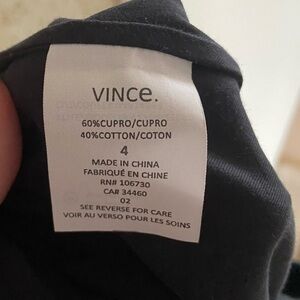 VINCe.
60%CUPRO/CUPRO
40%COTTON/COTON
4
MADE IN CHINA
FABRIQUÉ EN CHINE
RN# 106730
CA# 34460
02
SEE REVERSE FOR CARE
VOIR AU VERSO POUR LES SOINS